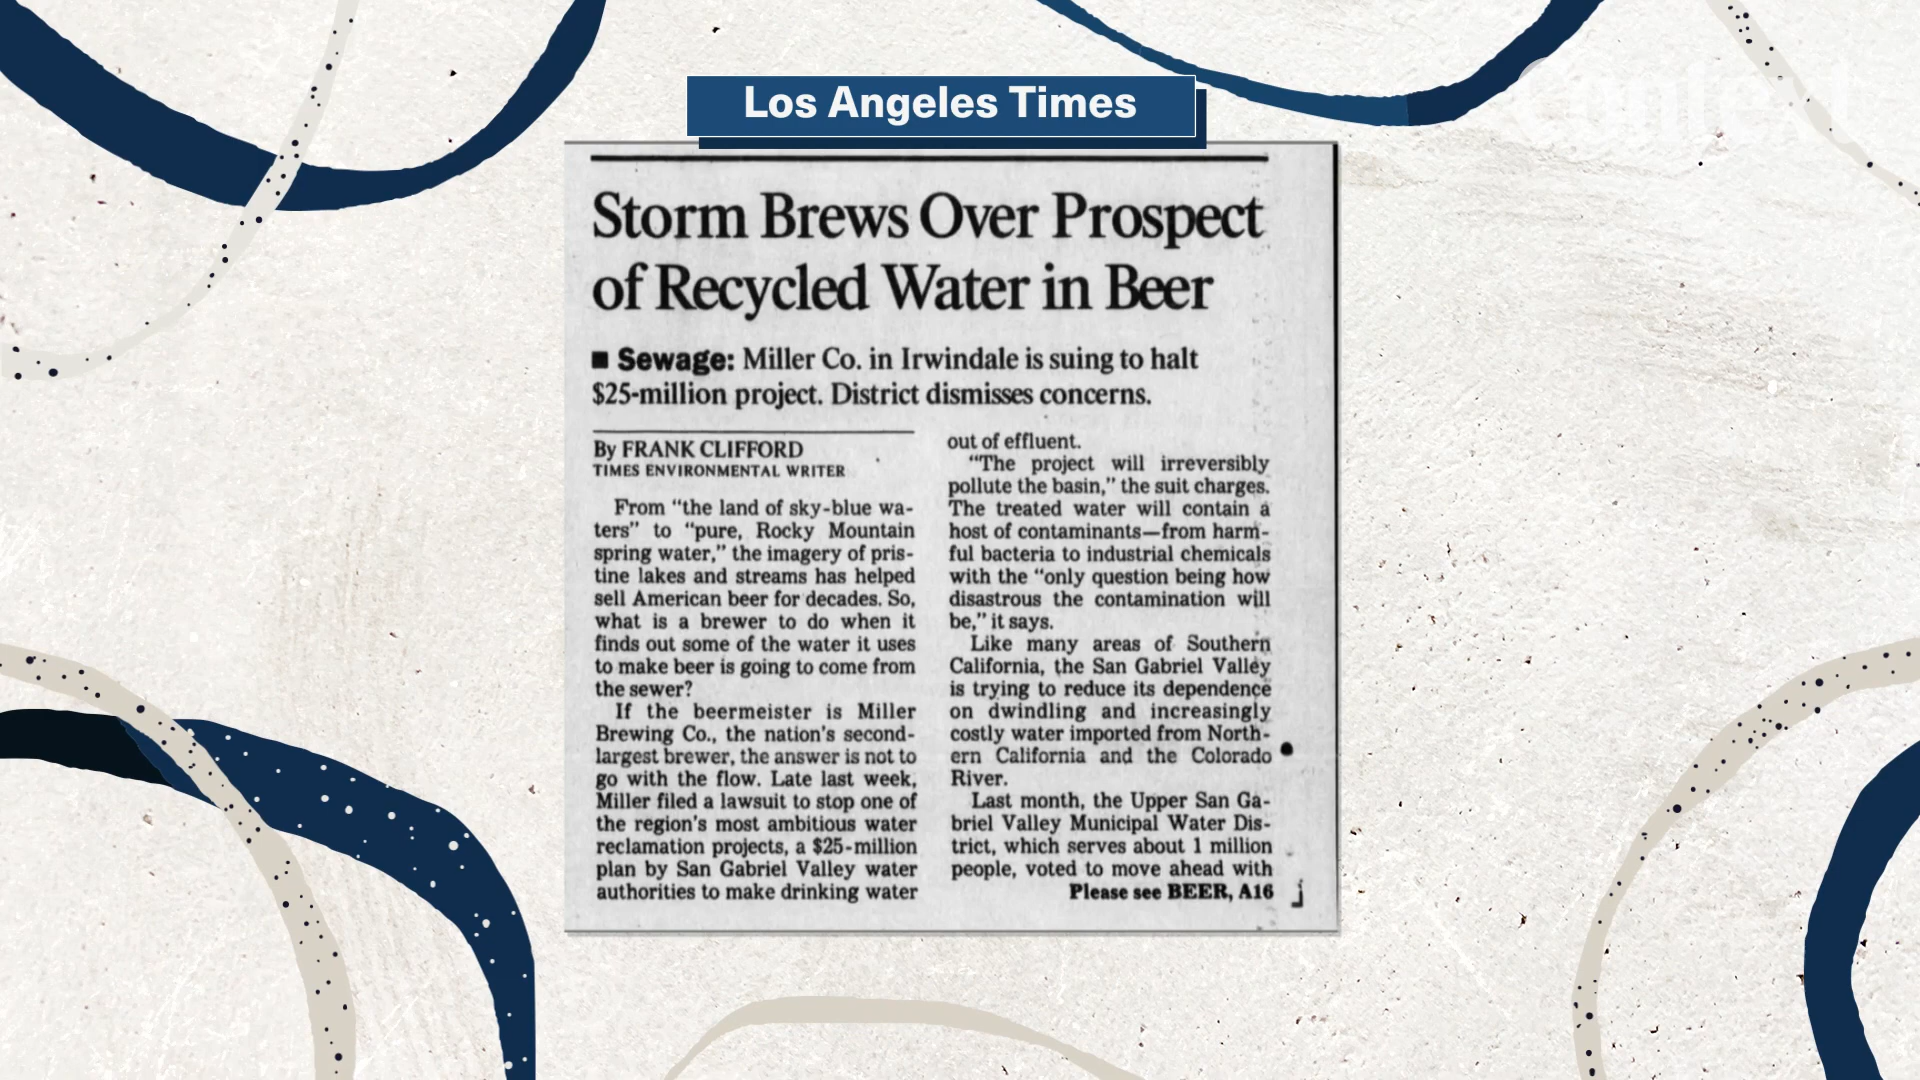 Los Angeles Times
Storm Brews Over Prospect
of Recycled Water in Beer
■ Sewage: Miller Co. in Irwindale is suing to halt
$25-million project. District dismisses concerns.
By FRANK CLIFFORD
TIMES ENVIRONMENTAL WRITER
From “the land of sky-blue wa-
ters” to “pure, Rocky Mountain
spring water,” the imagery of pris-
tine lakes and streams has helped
sell American beer for decades. So,
what is a brewer to do when it
finds out some of the water it uses
to make beer is going to come from
the sewer?
If the beermeister is Miller
Brewing Co., the nation’s second-
largest brewer, the answer is not to
go with the flow. Late last week,
Miller filed a lawsuit to stop one of
the region’s most ambitious water
reclamation projects, a $25-million
plan by San Gabriel Valley water
authorities to make drinking water
out of effluent.
“The project will irreversibly
pollute the basin,” the suit charges.
The treated water will contain a
host of contaminants—from harm-
ful bacteria to industrial chemicals
with the “only question being how
disastrous the contamination will
be,” it says.
Like many areas of Southern
California, the San Gabriel Valley
is trying to reduce its dependence
on dwindling and increasingly
costly water imported from North-
ern California and the Colorado
River.
Last month, the Upper San Ga-
briel Valley Municipal Water Dis-
trict, which serves about 1 million
people, voted to move ahead with
Please see BEER, A16